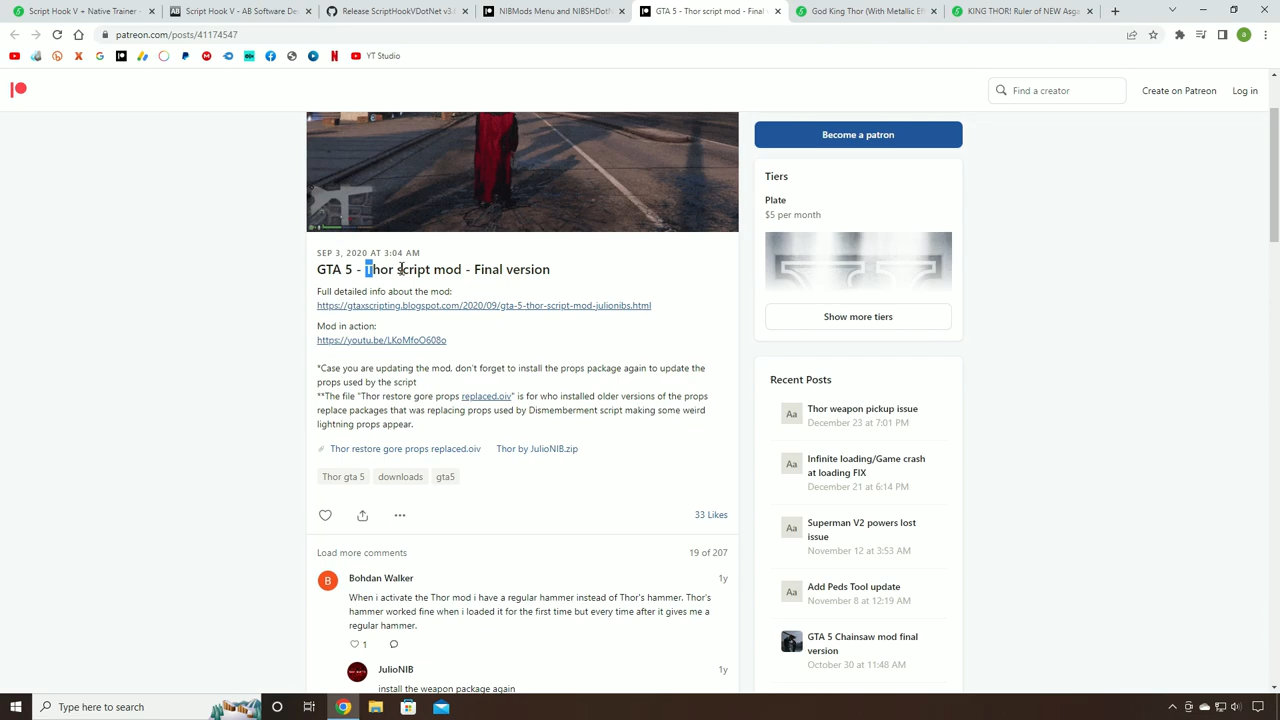 Script Hook V + Native Trainer -
Script Hook V - AB Software Dev
Release ScriptHookVDotNet v3.
NIBMods Menu and NIBSHDotN
GTA 5 - Thor script mod - Final
God King Thor (With Metallic Ef
KING THOR! Ruler of NEW Asga
patreon.com/posts/41174547
YT Studio
Find a creator
Create on Patreon
Log in
Become a patron
Tiers
Plate
$5 per month
Show more tiers
SEP 3, 2020 AT 3:04 AM
GTA 5 - Thor script mod - Final version
Full detailed info about the mod:
https://gtaxscripting.blogspot.com/2020/09/gta-5-thor-script-mod-julionibs.html
Mod in action:
https://youtu.be/LKoMfoO608o
*Case you are updating the mod, don't forget to install the props package again to update the
props used by the script
**The file "Thor restore gore props replaced.oiv" is for who installed older versions of the props
replace packages that was replacing props used by Dismemberment script making some weird
lightning props appear.
Thor restore gore props replaced.oiv
Thor by JulioNIB.zip
Thor gta 5
downloads
gta5
33 Likes
Load more comments
19 of 207
B
Bohdan Walker
1y
When i activate the Thor mod i have a regular hammer instead of Thor's hammer. Thor's
hammer worked fine when i loaded it for the first time but every time after it gives me a
regular hammer.
1
JulioNIB
1y
install the weapon package again
Recent Posts
Aa
Thor weapon pickup issue
December 23 at 7:01 PM
Aa
Infinite loading/Game crash
at loading FIX
December 21 at 6:14 PM
Aa
Superman V2 powers lost
issue
November 12 at 3:53 AM
Aa
Add Peds Tool update
November 8 at 12:19 AM
GTA 5 Chainsaw mod final
version
October 30 at 11:48 AM
Type here to search